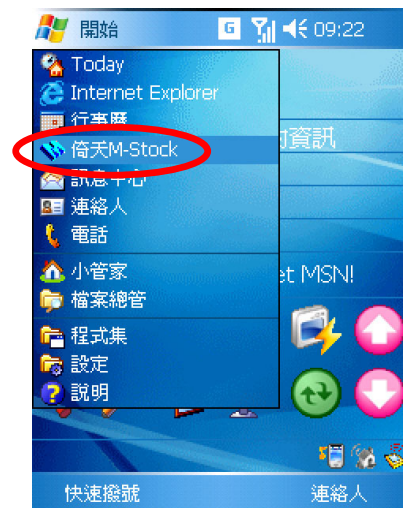 開始 G 09:22
Today
Internet Explorer
行事曆
倚天M-Stock
訊息中心
連絡人
電話
小管家
檔案總管
程式集
設定
說明
資訊
et MSN!
快速撥號 連絡人